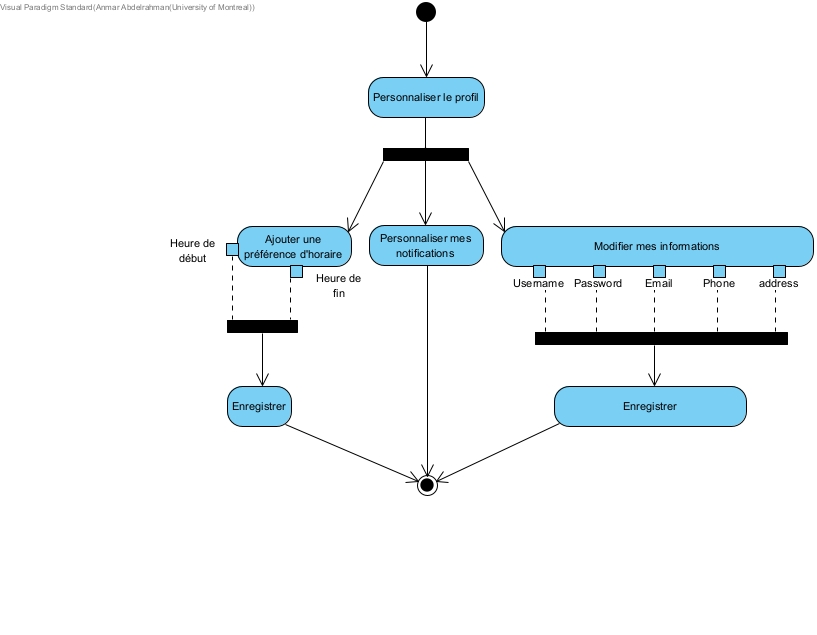 Visual Paradigm Standard(Anmar Abdelrahman(University of Montreal))
Personnaliser le profil
Heure de
début
Ajouter une
préférence d'horaire
Heure de
fin
Personnaliser mes
notifications
Modifier mes informations
Username Password Email Phone address
Enregistrer
Enregistrer